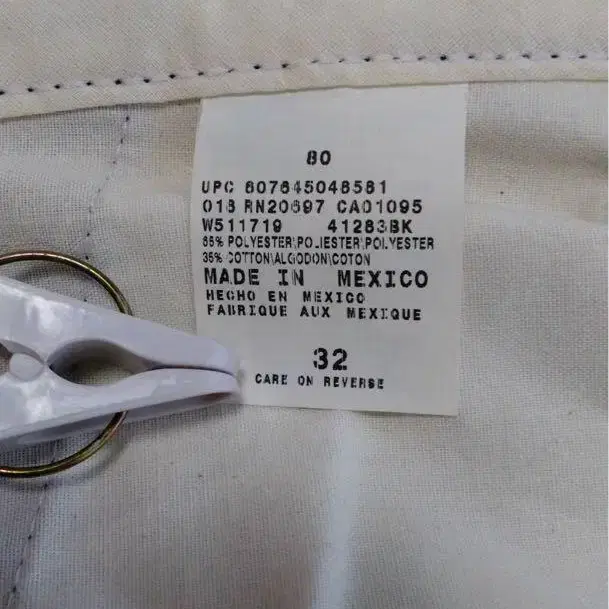 80
UPC 607645048581
018 RN20697 CA01095
W511719 41283BK
65% POLYESTER\POLIESTER\POLYESTER
35% COTTON\ALGODON\COTON
MADE IN MEXICO
HECHO EN MEXICO
FABRIQUE AUX MEXIQUE
32
CARE ON REVERSE